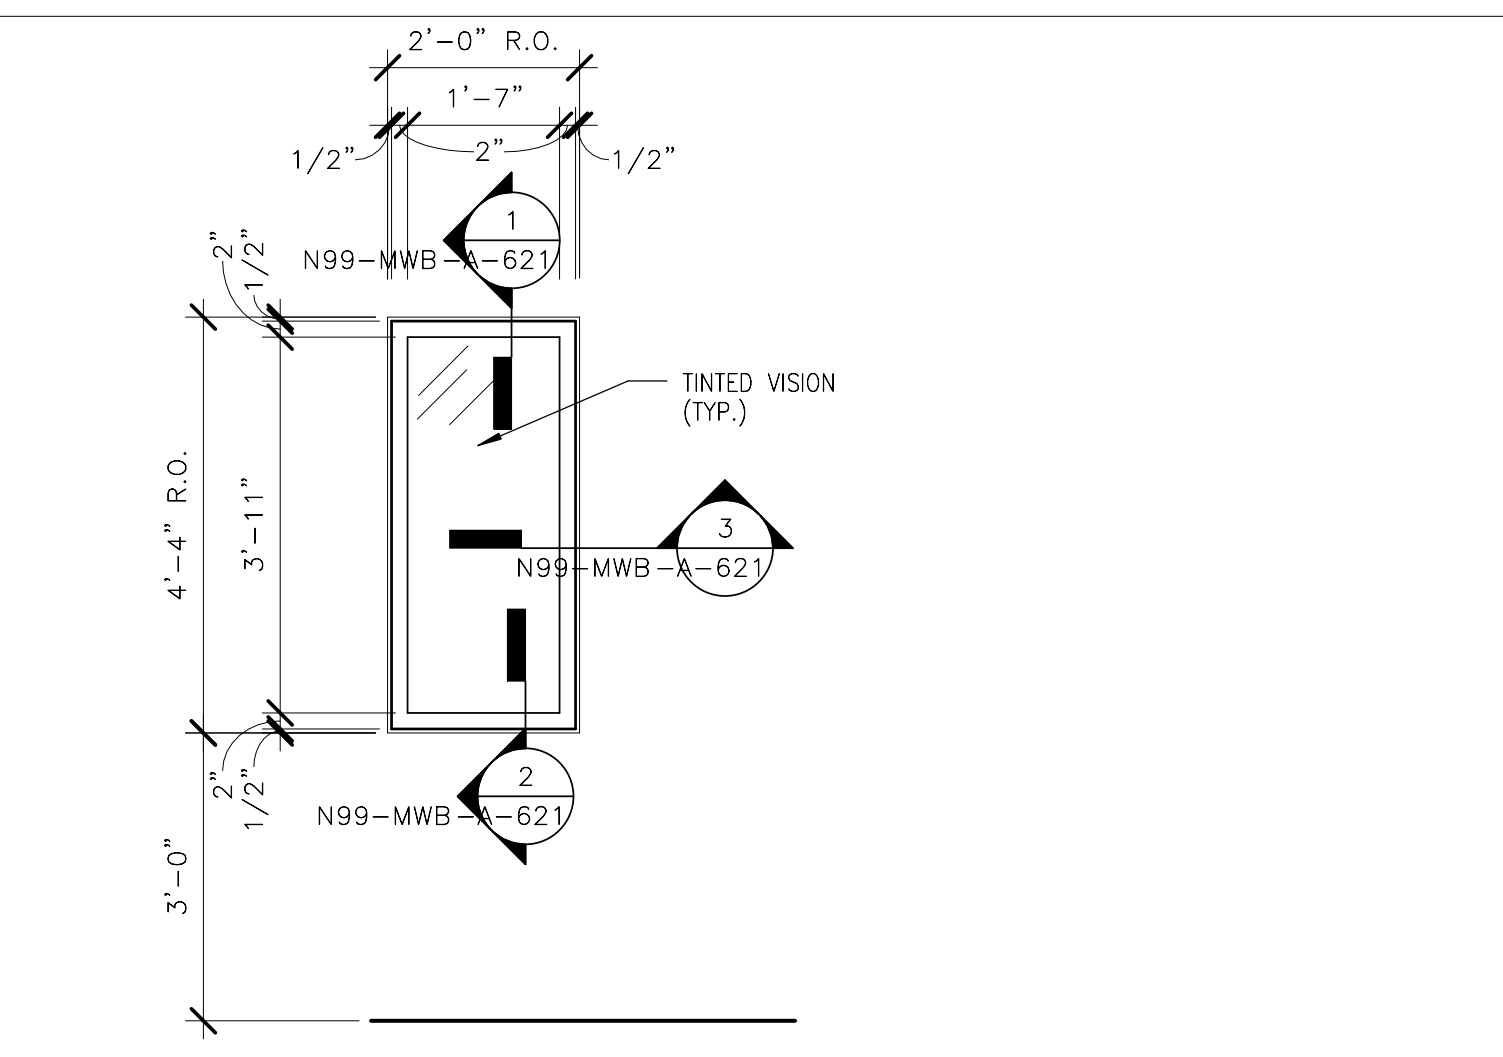 2'-0" R.O.
1'-7"
1/2"
2"
1/2"
1
N99-MWB-A-621
2"
1/2"
TINTED VISION
(TYP.)
4'-4" R.O.
3'-11"
3
N99-MWB-A-621
2"
1/2"
2
N99-MWB-A-621
3'-0"